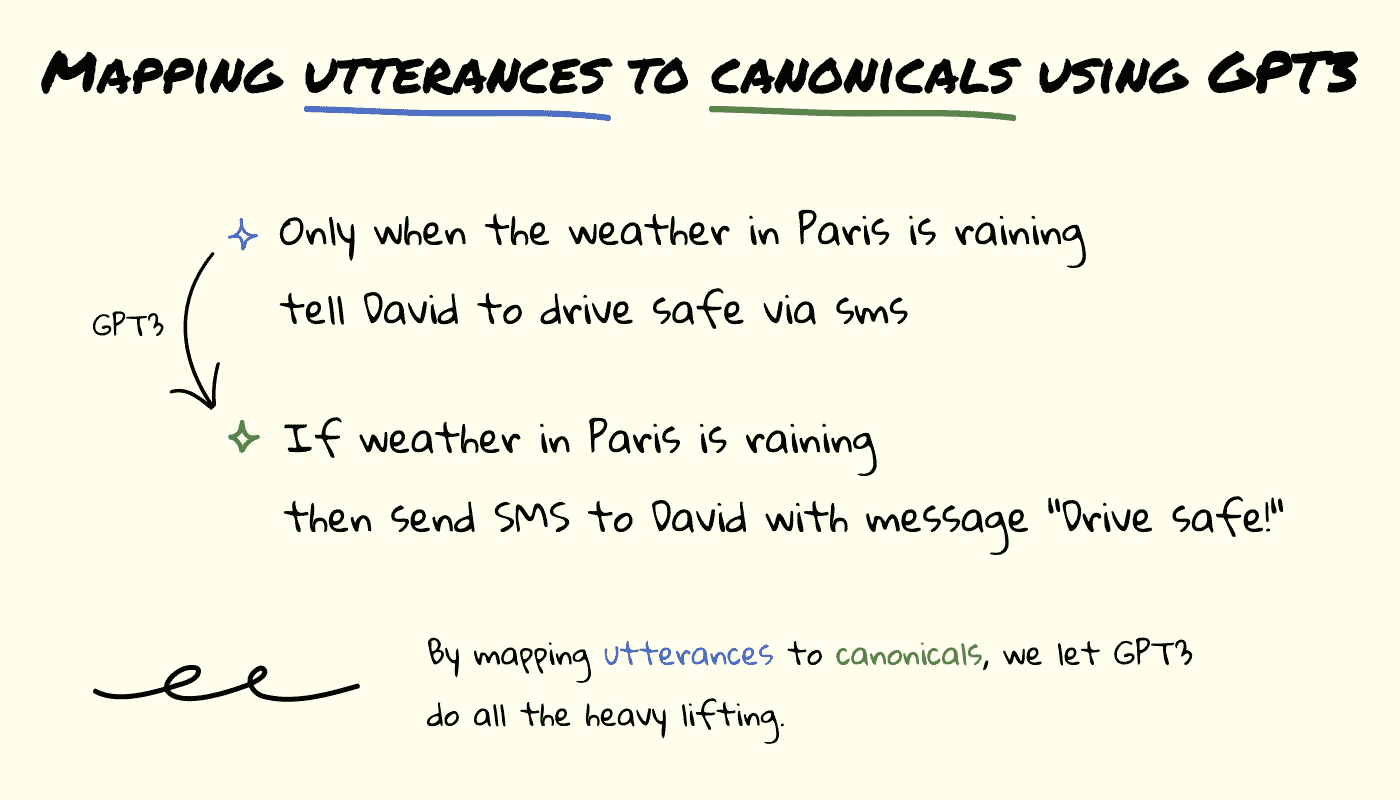 MAPPING UTTERANCES TO CANONICALS USING GPT3
Only when the weather in Paris is raining
tell David to drive safe via sms
GPT3
If weather in Paris is raining
then send SMS to David with message "Drive safe!"
By mapping utterances to canonicals, we let GPT3
do all the heavy lifting.